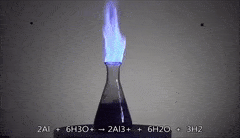 2Al + 6H3O+ → 2Al3+ + 6H2O + 3H2